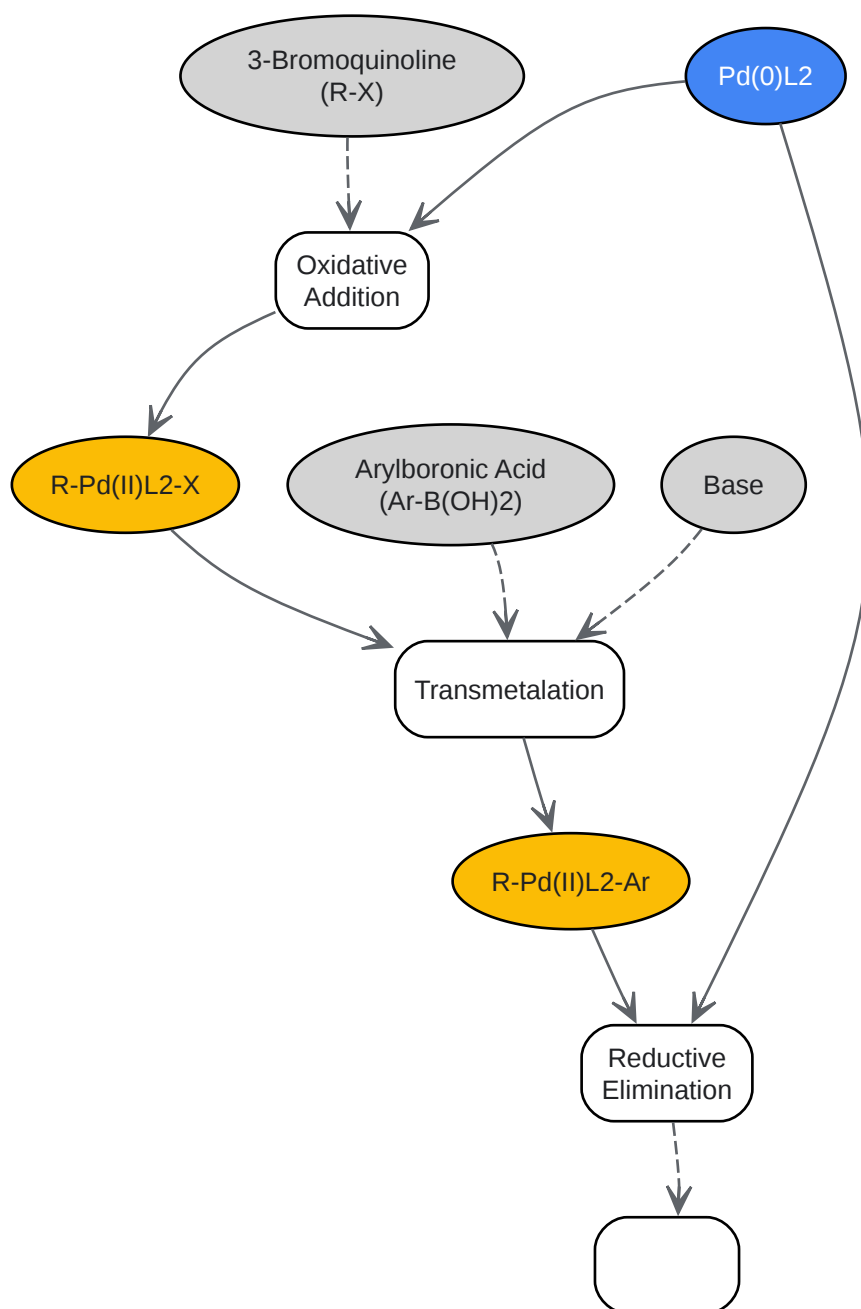 3-Bromoquinoline
(R-X)
Pd(0)L2
Oxidative
Addition
R-Pd(II)L2-X
Arylboronic Acid
(Ar-B(OH)2)
Base
Transmetalation
R-Pd(II)L2-Ar
Reductive
Elimination